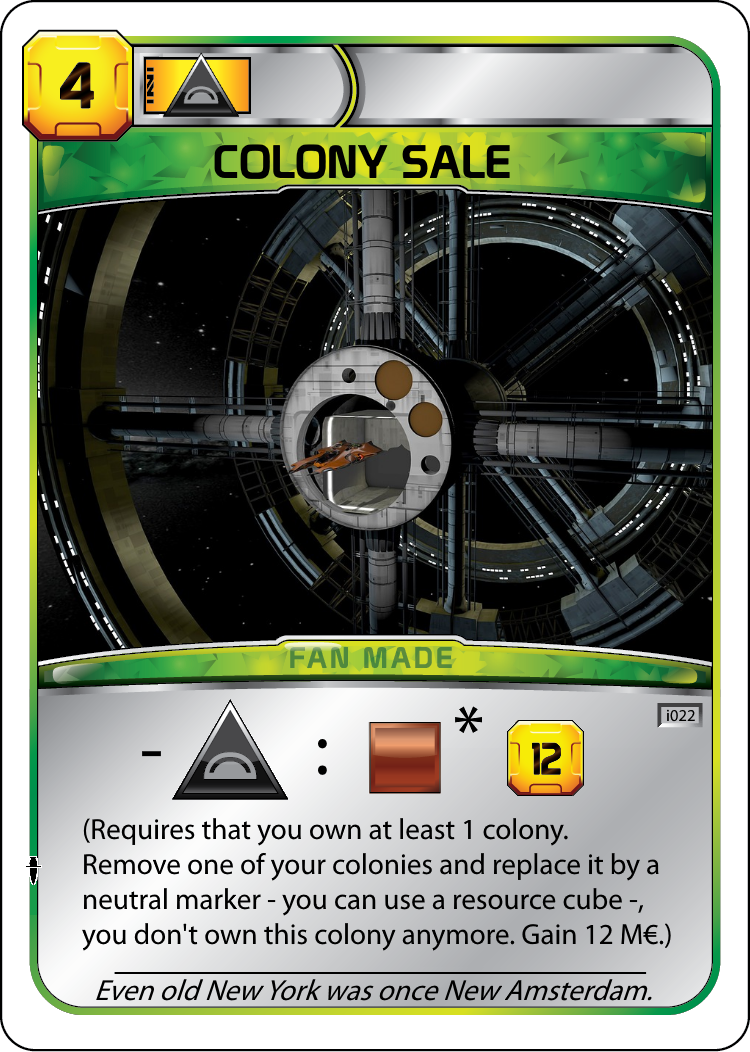 4
COLONY SALE
FAN MADE
i022
- : * 12
(Requires that you own at least 1 colony.
Remove one of your colonies and replace it by a
neutral marker - you can use a resource cube -,
you don't own this colony anymore. Gain 12 M€.)
Even old New York was once New Amsterdam.